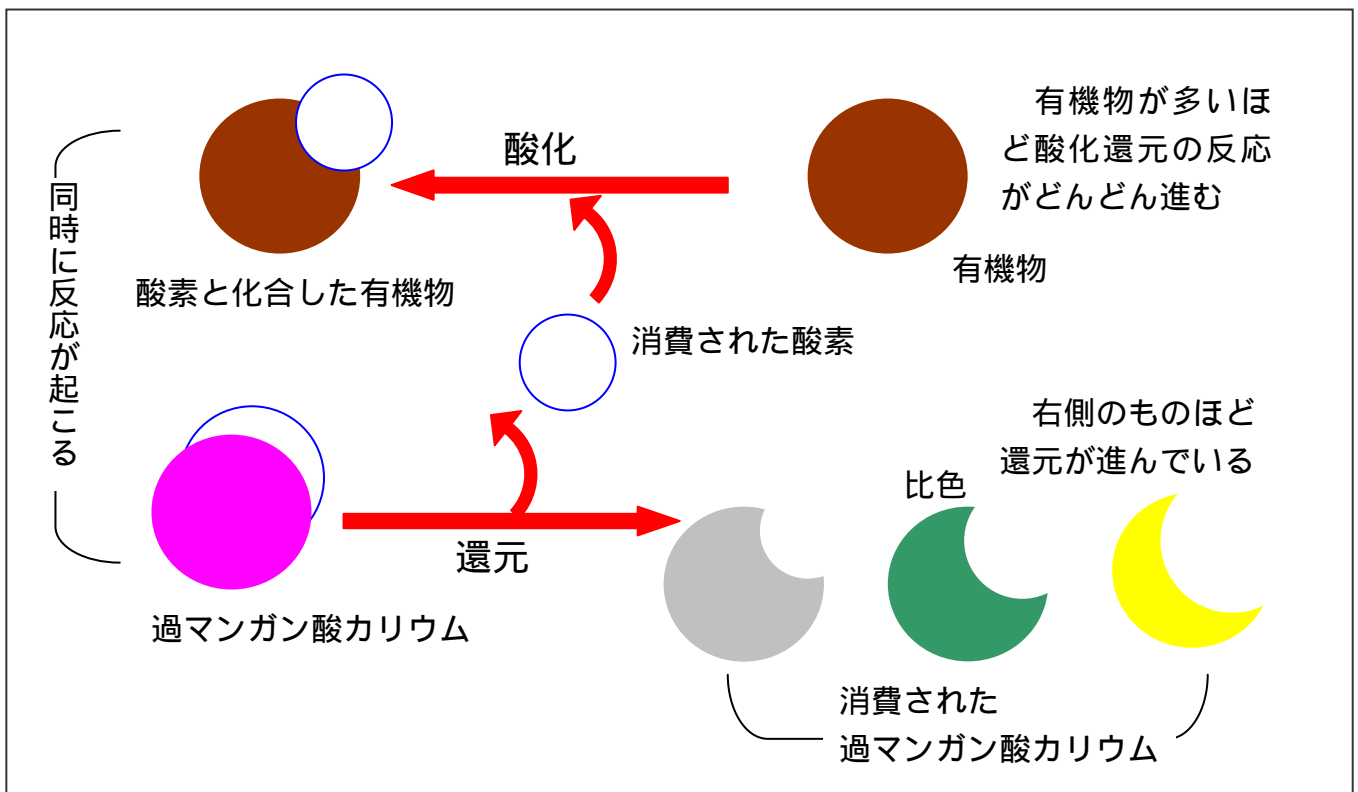 有機物が多いほ
ど酸化還元の反応
がどんどん進む
酸化
有機物
同時に反応が起こる
酸素と化合した有機物
消費された酸素
右側のものほど
還元が進んでいる
比色
還元
過マンガン酸カリウム
消費された
過マンガン酸カリウム